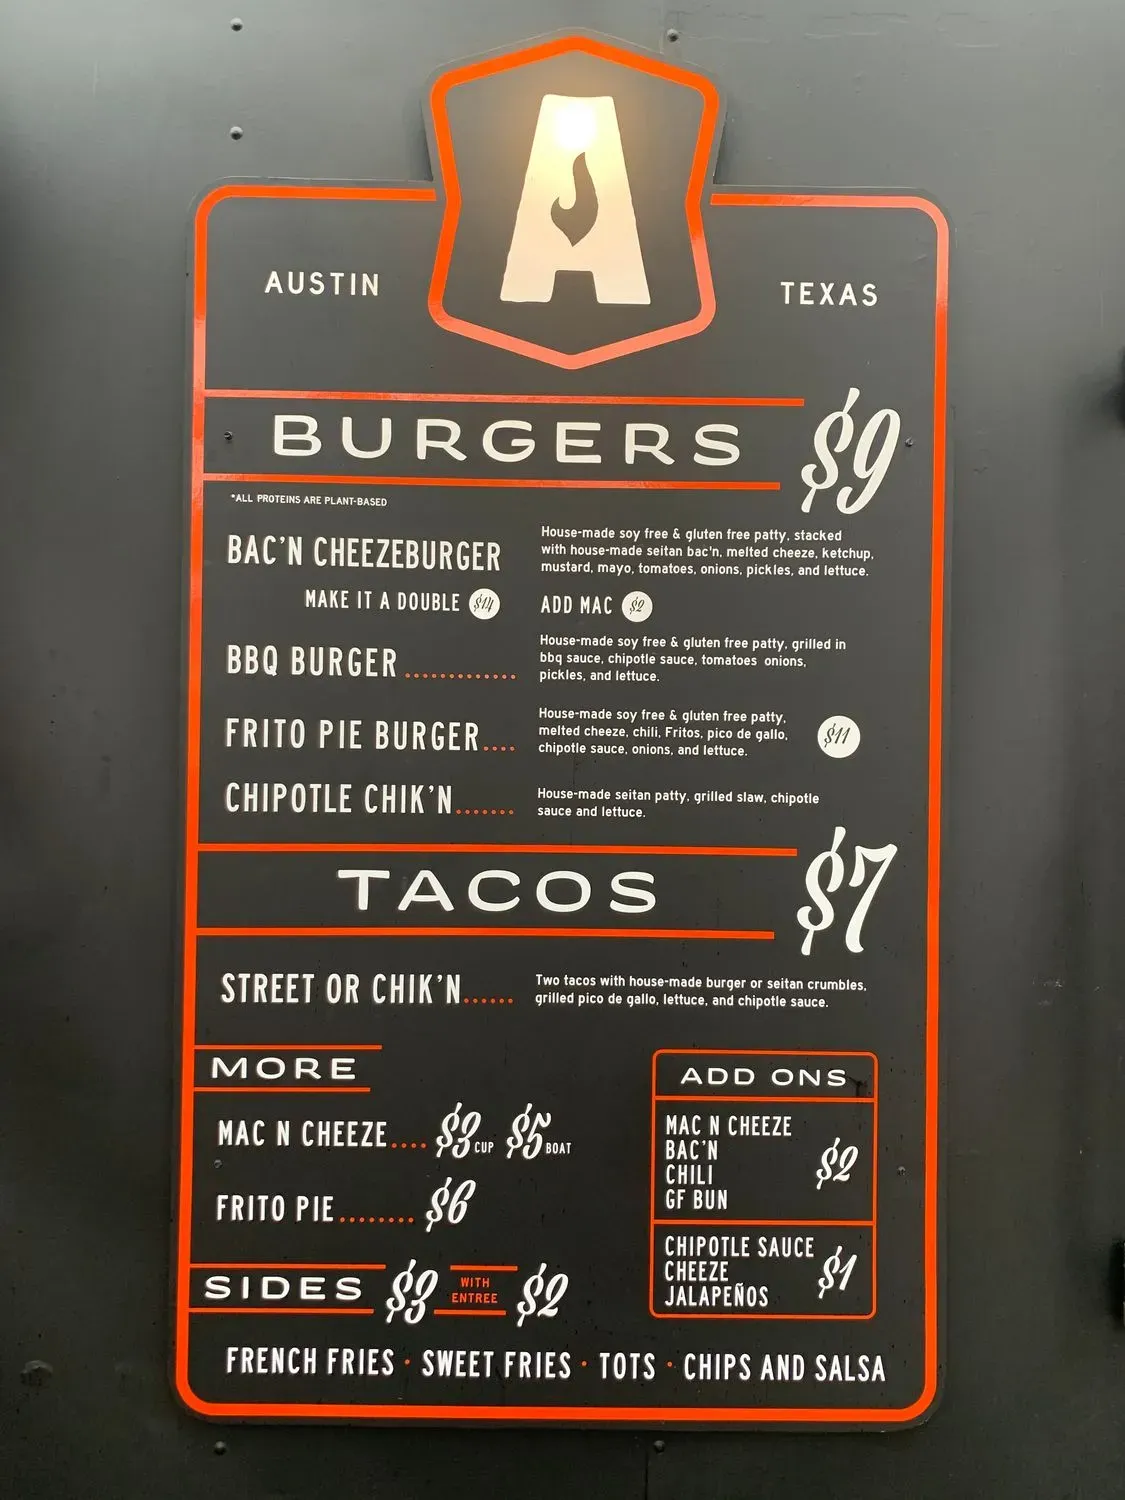 A
AUSTIN
TEXAS
BURGERS $9
*ALL PROTEINS ARE PLANT-BASED
BAC'N CHEEZEBURGER
House-made soy free & gluten free patty, stacked
with house-made seitan bac'n, melted cheeze, ketchup,
mustard, mayo, tomatoes, onions, pickles, and lettuce.
MAKE IT A DOUBLE $14
ADD MAC $2
BBQ BURGER.............
House-made soy free & gluten free patty, grilled in
bbq sauce, chipotle sauce, tomatoes onions,
pickles, and lettuce.
FRITO PIE BURGER....
House-made soy free & gluten free patty,
melted cheeze, chili, Fritos, pico de gallo,
chipotle sauce, onions, and lettuce.
$11
CHIPOTLE CHIK'N.......
House-made seitan patty, grilled slaw, chipotle
sauce and lettuce.
TACOS $7
STREET OR CHIK'N......
Two tacos with house-made burger or seitan crumbles,
grilled pico de gallo, lettuce, and chipotle sauce.
MORE
MAC N CHEEZE.... $3 CUP $5 BOAT
FRITO PIE........ $6
ADD ONS
MAC N CHEEZE
BAC'N
CHILI
GF BUN
$2
CHIPOTLE SAUCE
CHEEZE
JALAPEÑOS
$1
SIDES $3 WITH ENTREE $2
FRENCH FRIES · SWEET FRIES · TOTS · CHIPS AND SALSA